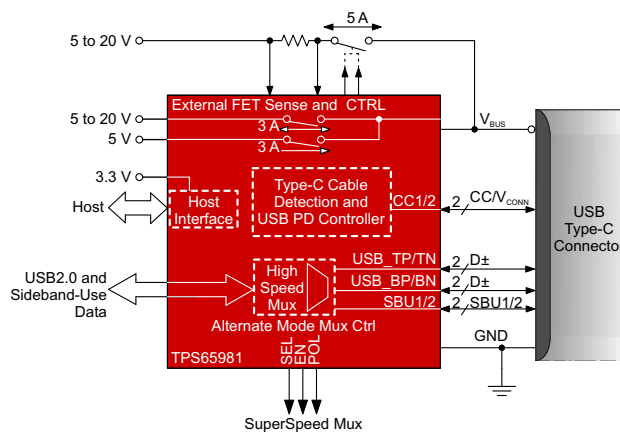 5 A
5 to 20 V
External FET Sense and CTRL
5 to 20 V
3 A
5 V
3 A
VBUS
3.3 V
Host
Host
Interface
Type-C Cable
Detection and
USB PD Controller
CC1/2
2
CC/VCONN
USB
Type-C
Connector
USB2.0 and
Sideband-Use
Data
High
Speed
Mux
USB_TP/TN
2
D±
USB_BP/BN
2
D±
SBU1/2
2
SBU1/2
Alternate Mode Mux Ctrl
GND
TPS65981
SEL
EN
POL
SuperSpeed Mux